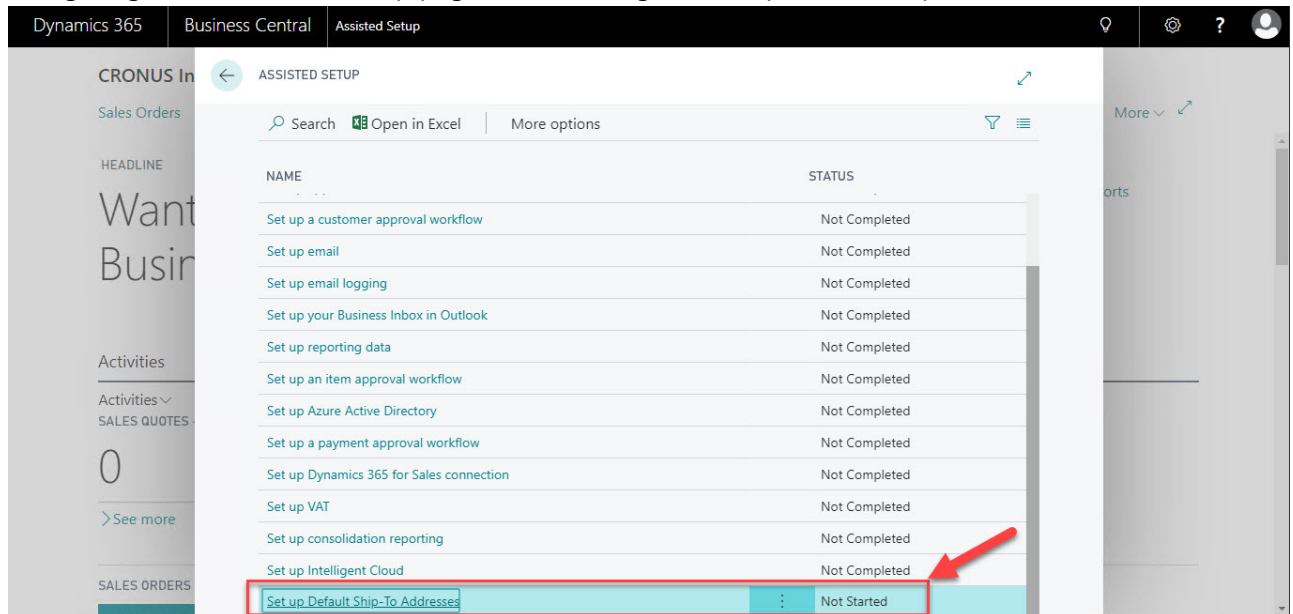 Dynamics 365 Business Central Assisted Setup ?
CRONUS In ASSISTED SETUP
Sales Orders Search Open in Excel More options More
HEADLINE
NAME STATUS
Want orts
Set up a customer approval workflow Not Completed
Set up email Not Completed
Busin
Set up email logging Not Completed
Set up your Business Inbox in Outlook Not Completed
Set up reporting data Not Completed
Activities
Set up an item approval workflow Not Completed
Activities
Set up Azure Active Directory Not Completed
SALES QUOTES -
Set up a payment approval workflow Not Completed
0
Set up Dynamics 365 for Sales connection Not Completed
Set up VAT Not Completed
>See more
Set up consolidation reporting Not Completed
Set up Intelligent Cloud Not Completed
SALES ORDERS
Set up Default Ship-To Addresses Not Started